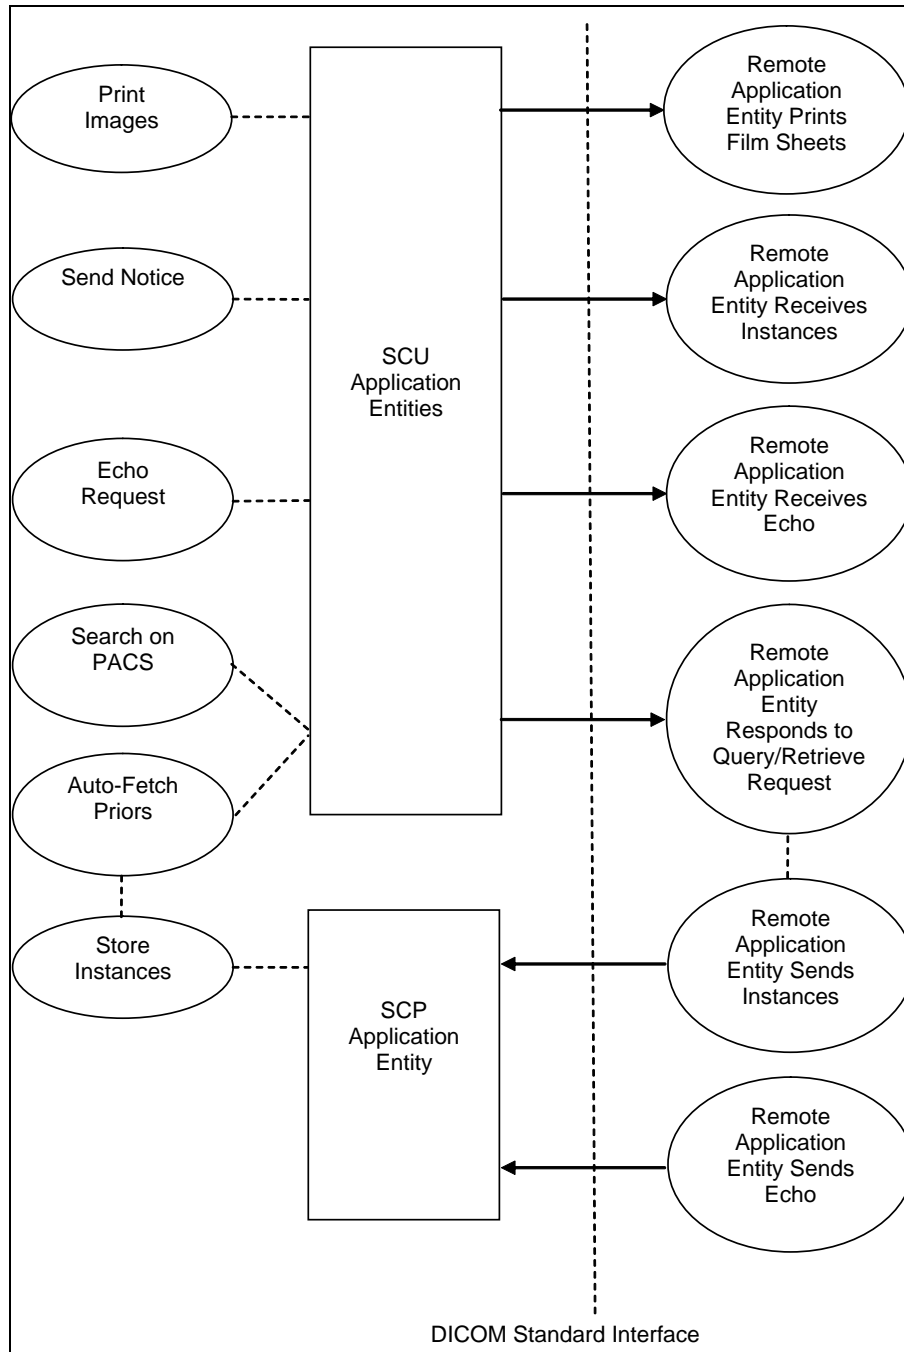 Print
Images
Send Notice
Echo
Request
Search on
PACS
Auto-Fetch
Priors
Store
Instances
SCU
Application
Entities
SCP
Application
Entity
Remote
Application
Entity Prints
Film Sheets
Remote
Application
Entity Receives
Instances
Remote
Application
Entity Receives
Echo
Remote
Application
Entity
Responds to
Query/Retrieve
Request
Remote
Application
Entity Sends
Instances
Remote
Application
Entity Sends
Echo
DICOM Standard Interface